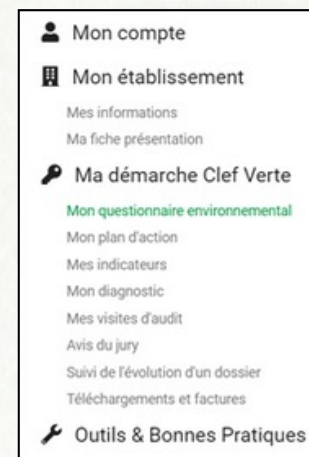 Mon compte
Mon établissement
Mes informations
Ma fiche présentation
Ma démarche Clef Verte
Mon questionnaire environnemental
Mon plan d'action
Mes indicateurs
Mon diagnostic
Mes visites d'audit
Avis du jury
Suivi de l'évolution d'un dossier
Téléchargements et factures
Outils & Bonnes Pratiques